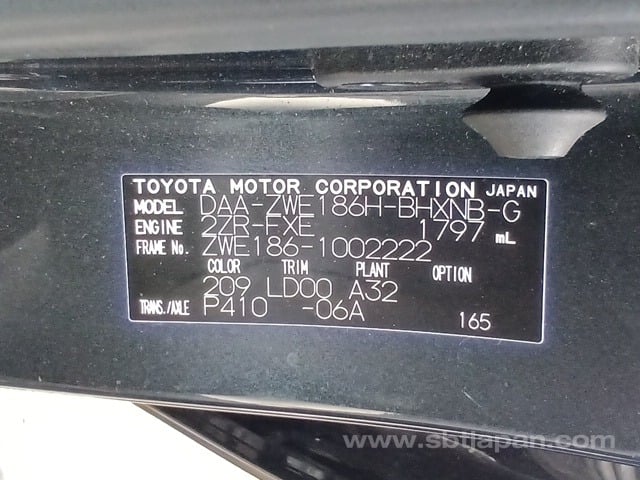 TOYOTA MOTOR CORPORATION JAPAN
MODEL DAA-ZWE186H-BHXNB-G
ENGINE 2ZR-FXE 1797 mL
FRAME No. ZWE186-1002222
COLOR TRIM PLANT OPTION
209 LD00 A32
TRANS./AXLE P410 -06A 165
www.sbtjapan.com